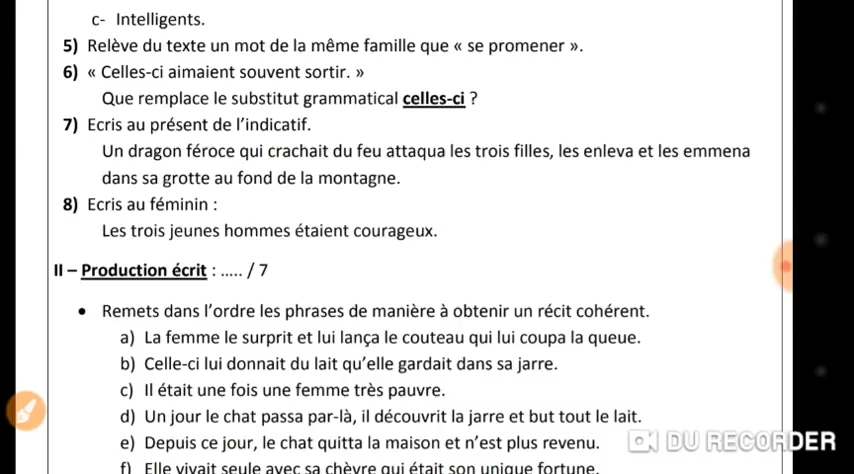 c- Intelligents.
5) Relève du texte un mot de la même famille que « se promener ».
6) « Celles-ci aimaient souvent sortir. »
Que remplace le substitut grammatical celles-ci ?
7) Ecris au présent de l'indicatif.
Un dragon féroce qui crachait du feu attaqua les trois filles, les enleva et les emmena
dans sa grotte au fond de la montagne.
8) Ecris au féminin :
Les trois jeunes hommes étaient courageux.
II – Production écrit : ..... / 7
• Remets dans l'ordre les phrases de manière à obtenir un récit cohérent.
a) La femme le surprit et lui lança le couteau qui lui coupa la queue.
b) Celle-ci lui donnait du lait qu'elle gardait dans sa jarre.
c) Il était une fois une femme très pauvre.
d) Un jour le chat passa par-là, il découvrit la jarre et but tout le lait.
e) Depuis ce jour, le chat quitta la maison et n'est plus revenu.
f) Elle vivait seule avec sa chèvre qui était son unique fortune.
DU RECORDER